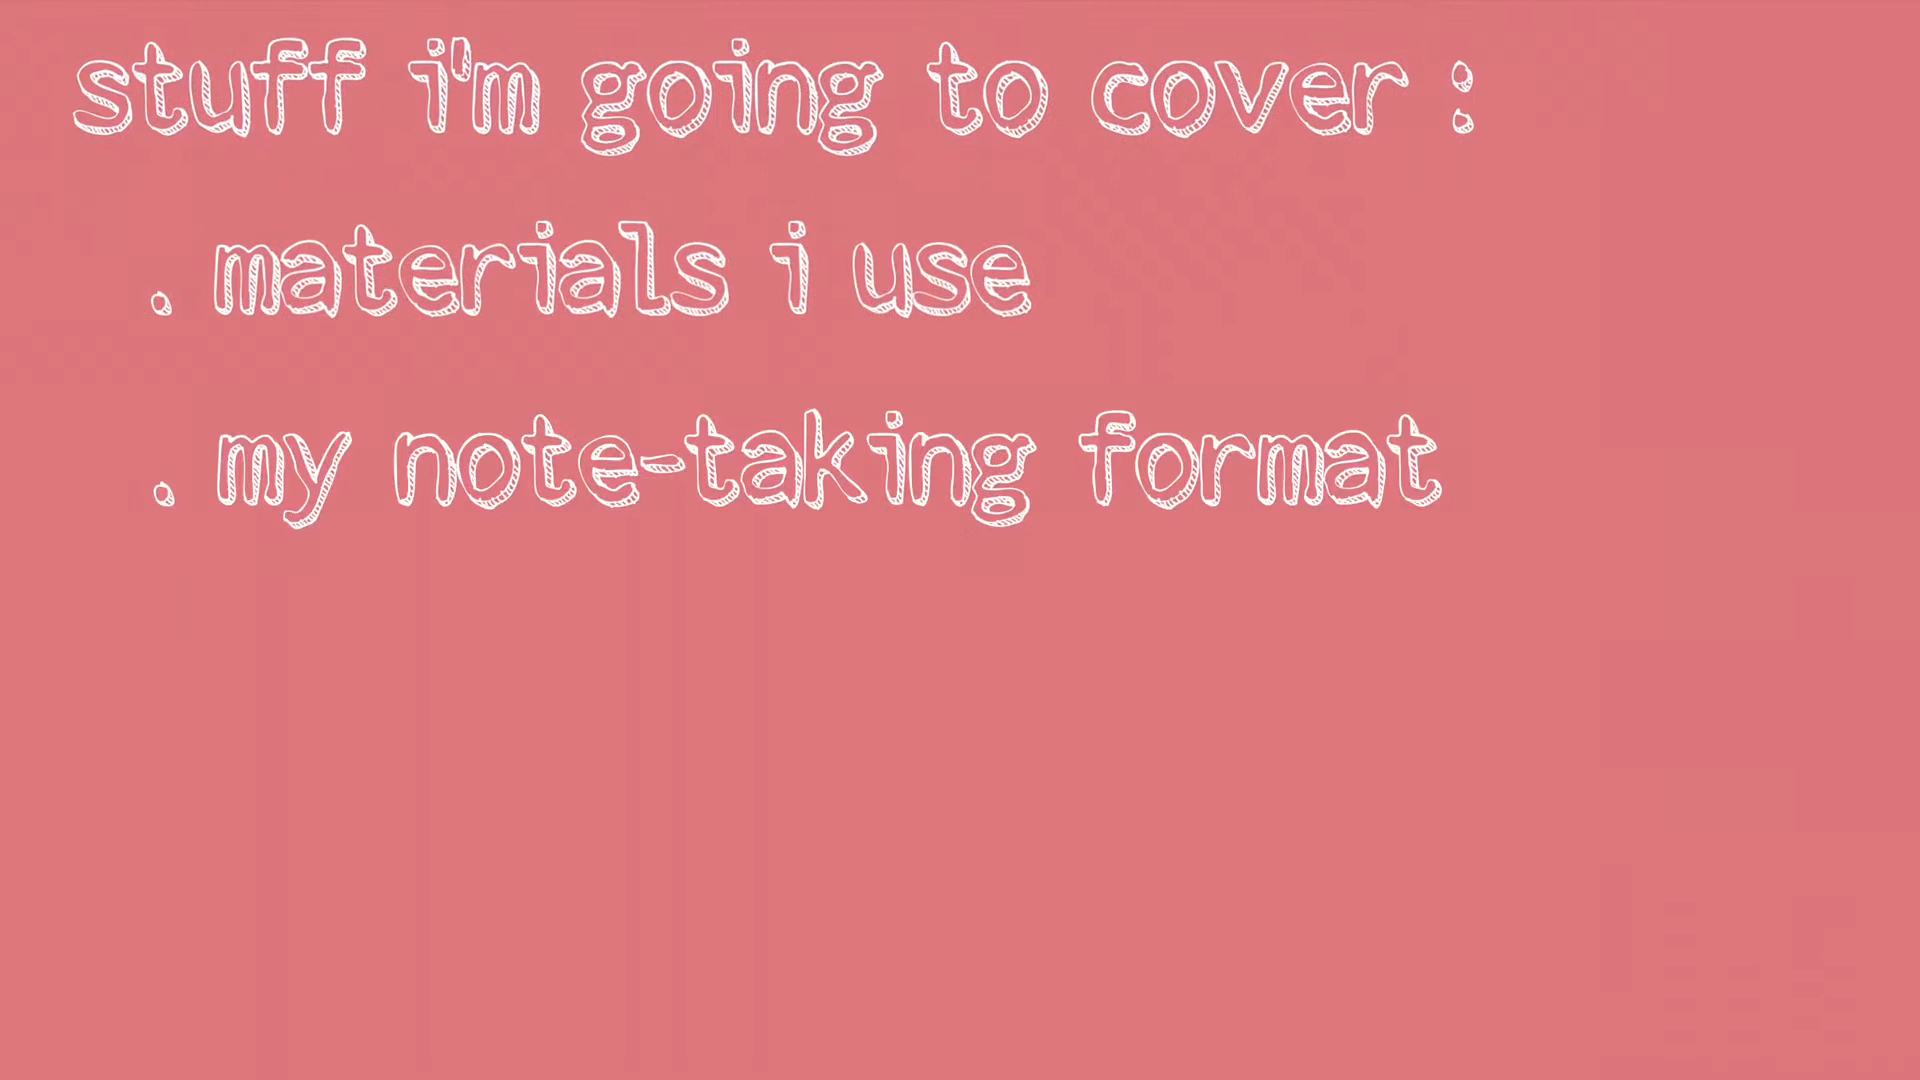 stuff i'm going to cover :
. materials i use
. my note-taking format